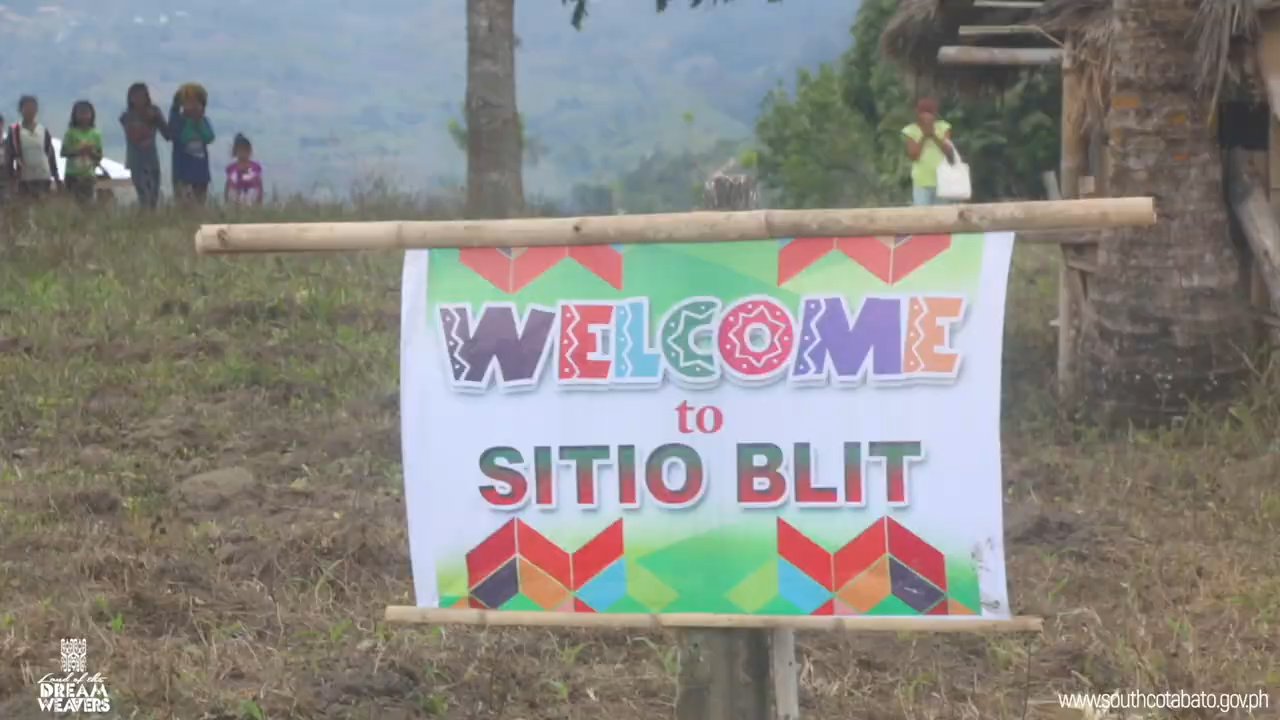 WELCOME
to
SITIO BLIT
Land of the
DREAM
WEAVERS
www.southcotabato.gov.ph